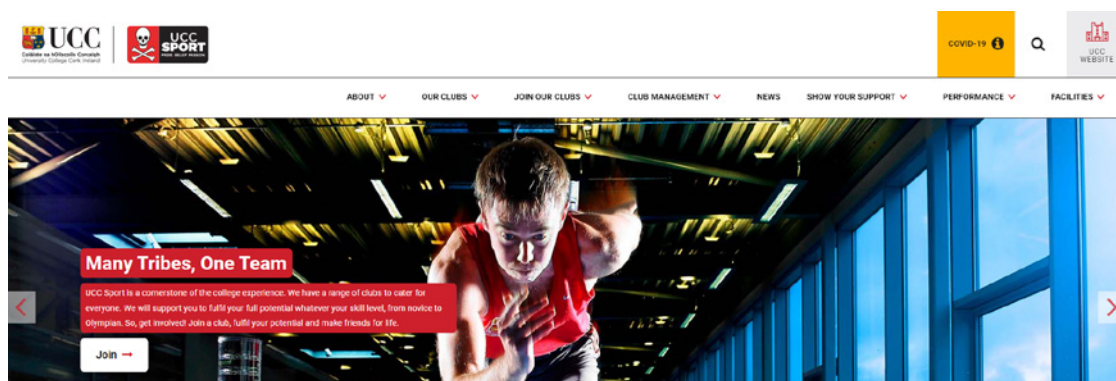 UCC
Coláiste na hOllscoile Corcaigh
University College Cork, Ireland
UCC
SPORT
COVID-19
UCC
WEBSITE
ABOUT
OUR CLUBS
JOIN OUR CLUBS
CLUB MANAGEMENT
NEWS
SHOW YOUR SUPPORT
PERFORMANCE
FACILITIES
Many Tribes, One Team
UCC Sport is a cornerstone of the college experience. We have a range of clubs to cater for
everyone. We will support you to fulfil your full potential whatever your skill level, from novice to
Olympian. So, get involved! Join a club, fulfil your potential and make friends for life.
Join